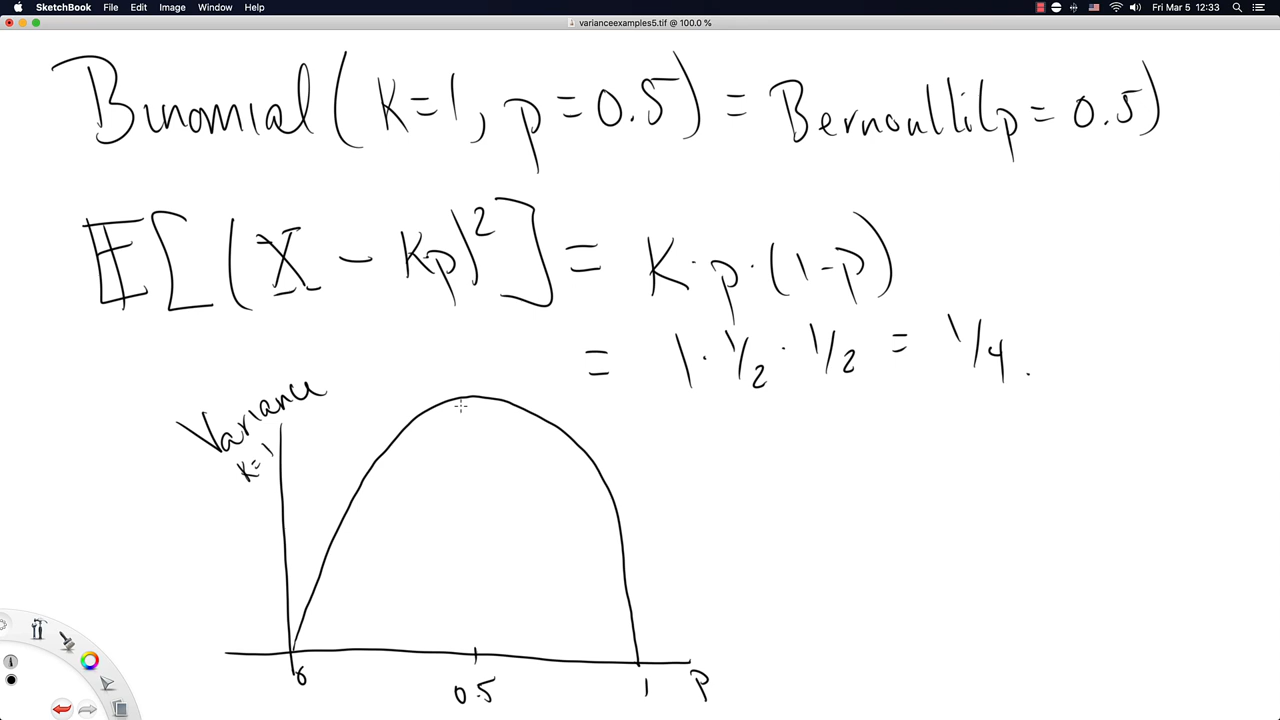 SketchBook File Edit Image Window Help Fri Mar 5 12:33
varianceexamples5.tif @ 100.0 %
Binomial(K=1, p=0.5) = Bernoulli(p=0.5)
E[(X - Kp)²] = K·p·(1-p)
= 1·1/2·1/2 = 1/4.
Variance
K=1
0 0.5 1 p